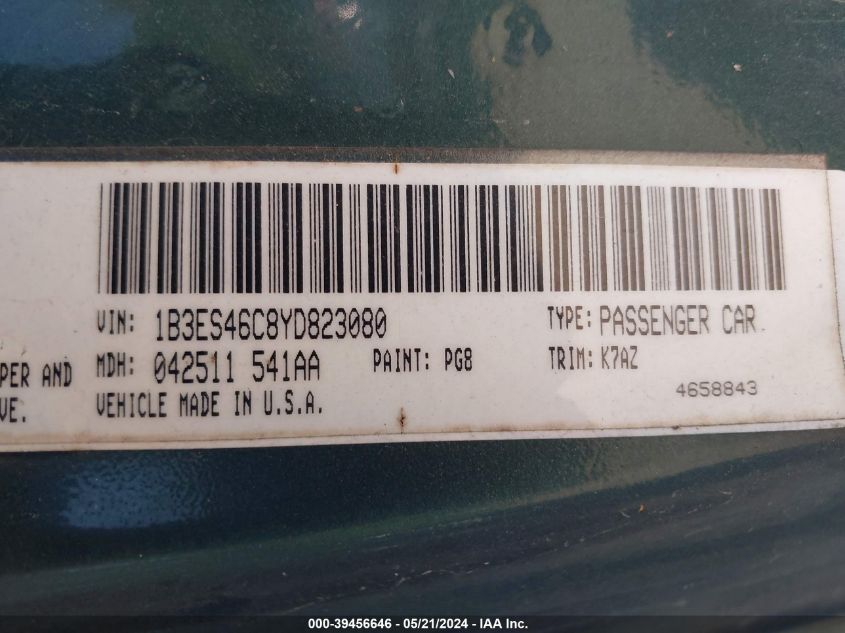 VIN: 1B3ES46C8YD823080 TYPE: PASSENGER CAR
PER AND MDH: 042511 541AA PAINT: PG8 TRIM: K7AZ
VE. VEHICLE MADE IN U.S.A. 4658843
000-39456646 - 05/21/2024 - IAA Inc.